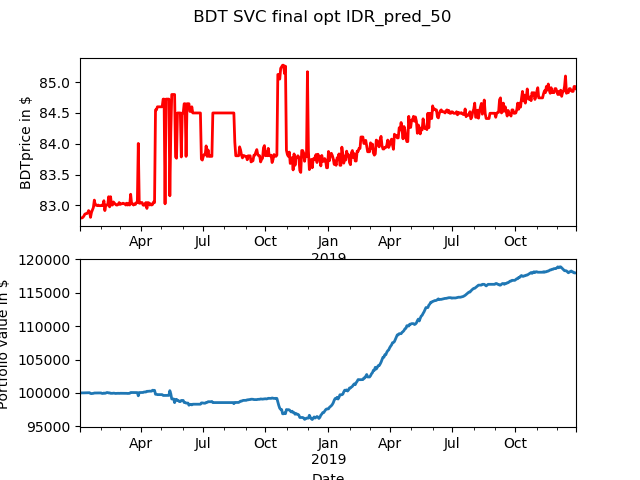 BDT SVC final opt IDR_pred_50
BDTprice in $
85.0
84.5
84.0
83.5
83.0
Apr Jul Oct Jan Apr Jul Oct
2019
Portfolio Value in $
120000
115000
110000
105000
100000
95000
Apr Jul Oct Jan Apr Jul Oct
2019
Date